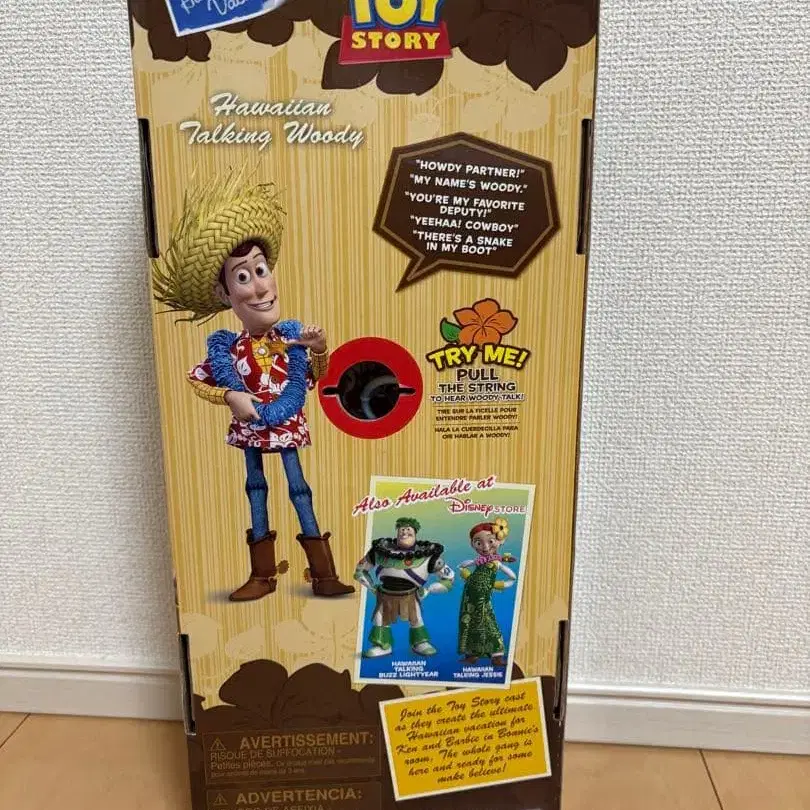 TOY
STORY
Hawaiian
Talking Woody
"HOWDY PARTNER!"
"MY NAME'S WOODY."
"YOU'RE MY FAVORITE
DEPUTY!"
"YEEHAA! COWBOY"
"THERE'S A SNAKE
IN MY BOOT"
TRY ME!
PULL
THE STRING
TO HEAR WOODY TALK!
TIRE SUR LA FICELLE POUR
ENTENDRE PARLER WOODY!
HALA LA CUERDECILLA PARA
OIR HABLAR A WOODY!
Also Available at
Disney STORE
HAWAIIAN
TALKING
BUZZ LIGHTYEAR
HAWAIIAN
TALKING JESSIE
Join the Toy Story cast
as they create the ultimate
Hawaiian vacation for
Ken and Barbie in Bonnie's
room. The whole gang is
here and ready for some
make believe!
AVERTISSEMENT:
RISQUE DE SUFFOCATION -
Petites pièces.
ADVERTENCIA: